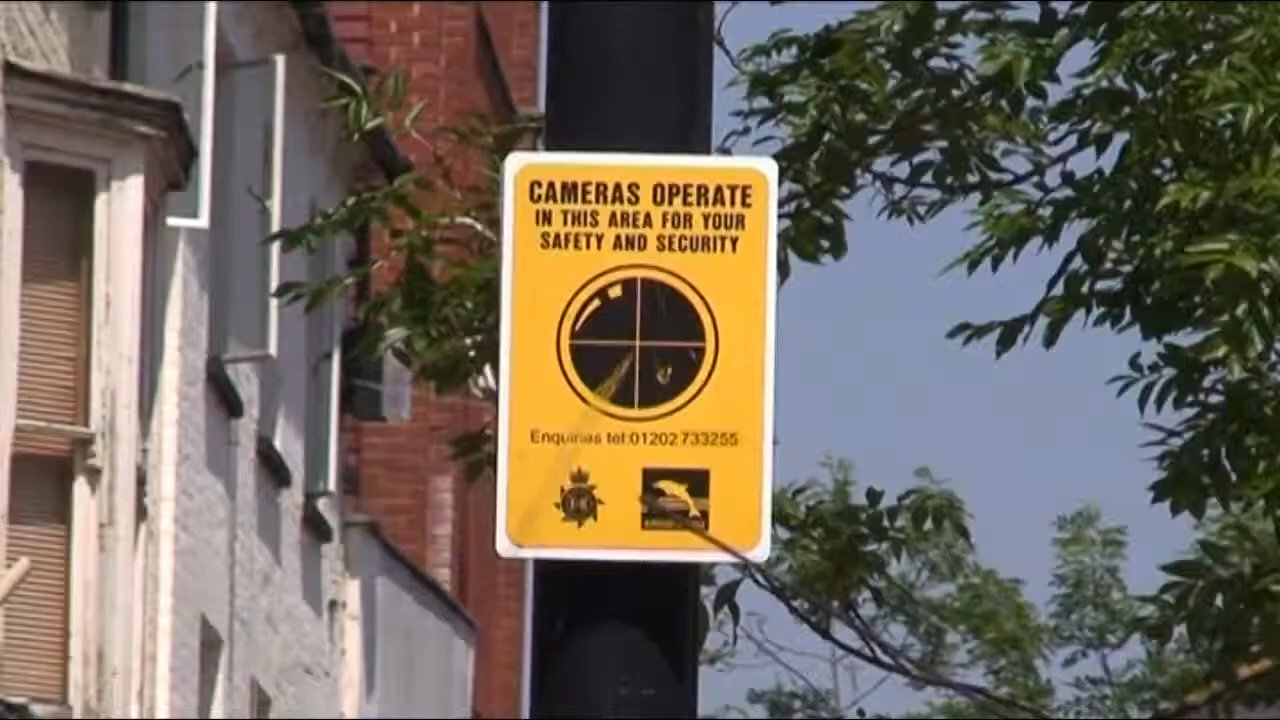 CAMERAS OPERATE
IN THIS AREA FOR YOUR
SAFETY AND SECURITY
Enquiries tel:01202 733255